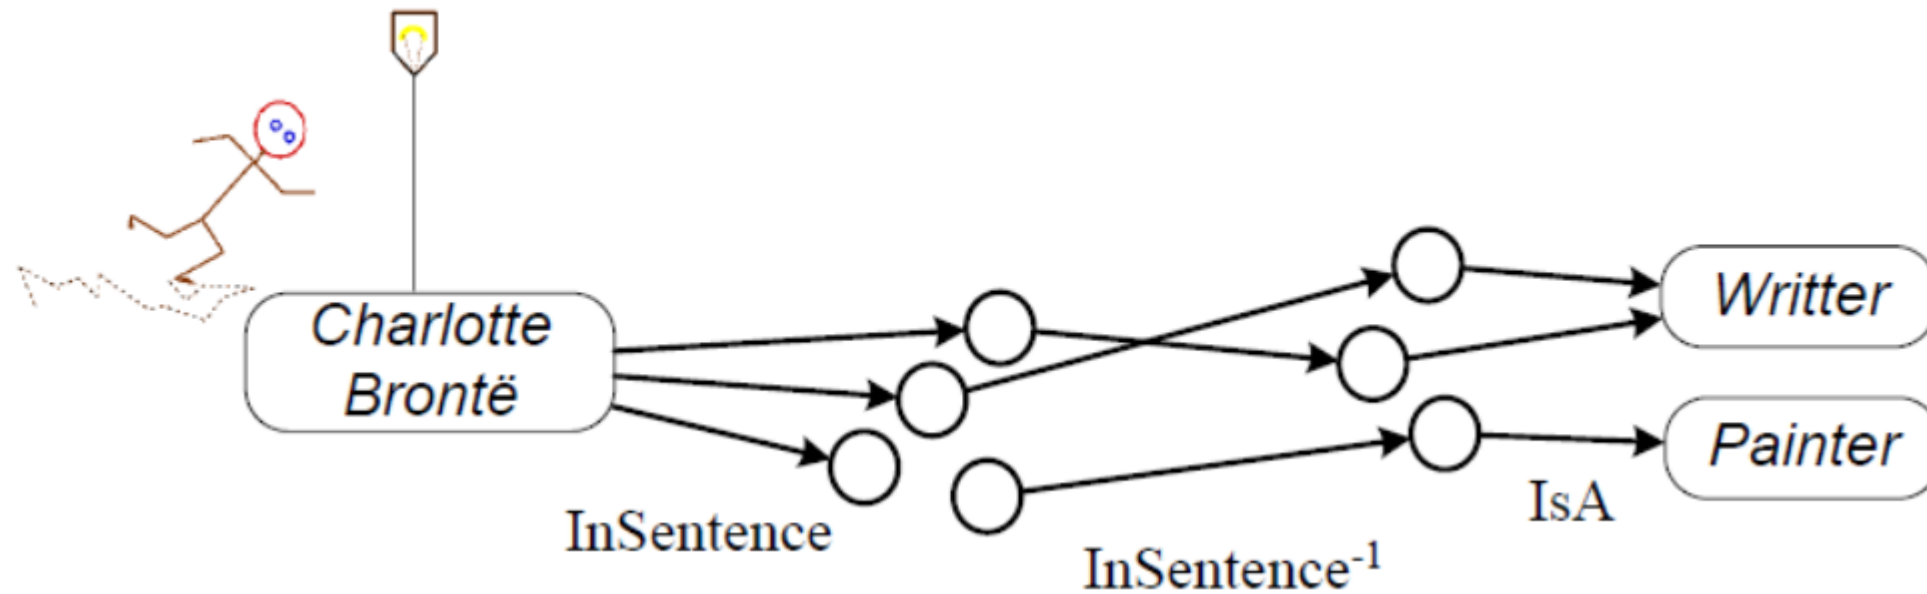 Charlotte
Brontë
Writter
Painter
IsA
InSentence
InSentence⁻¹